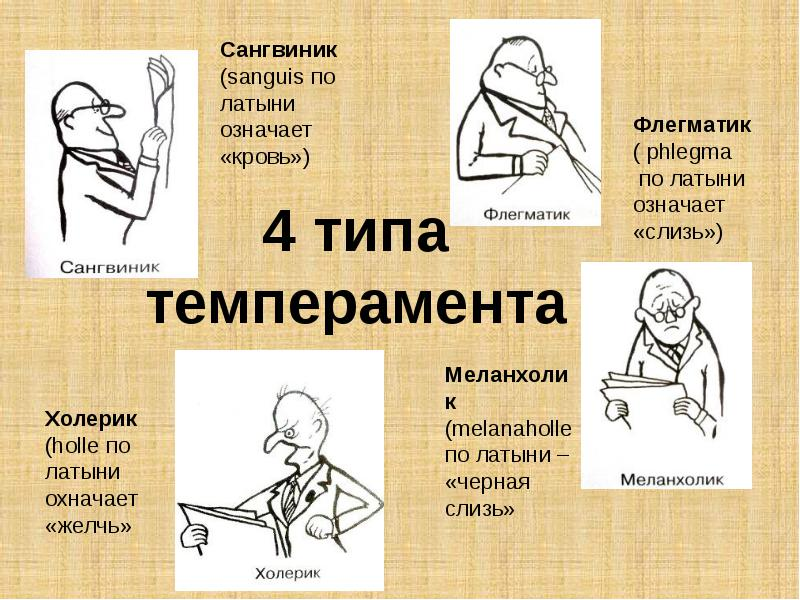 Сангвиник
(sanguis по
латыни
означает
«кровь»)
Сангвиник
Флегматик
Флегматик
( phlegma
по латыни
означает
«слизь»)
4 типа
темперамента
Холерик
(holle по
латыни
охначает
«желчь»
Холерик
Меланхоли
к
(melanaholle
по латыни –
«черная
слизь»
Меланхолик